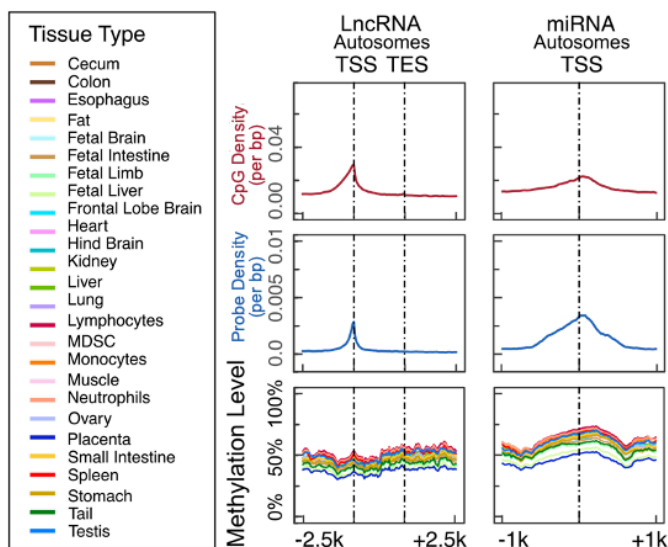 Tissue Type
Cecum
Colon
Esophagus
Fat
Fetal Brain
Fetal Intestine
Fetal Limb
Fetal Liver
Frontal Lobe Brain
Heart
Hind Brain
Kidney
Liver
Lung
Lymphocytes
MDSC
Monocytes
Muscle
Neutrophils
Ovary
Placenta
Small Intestine
Spleen
Stomach
Tail
Testis
LncRNA
Autosomes
TSS TES
miRNA
Autosomes
TSS
CpG Density
(per bp)
0.04
0.00
Probe Density
(per bp)
0.01
0.005
0.0
Methylation Level
100%
50%
0%
-2.5k
+2.5k
-1k
+1k